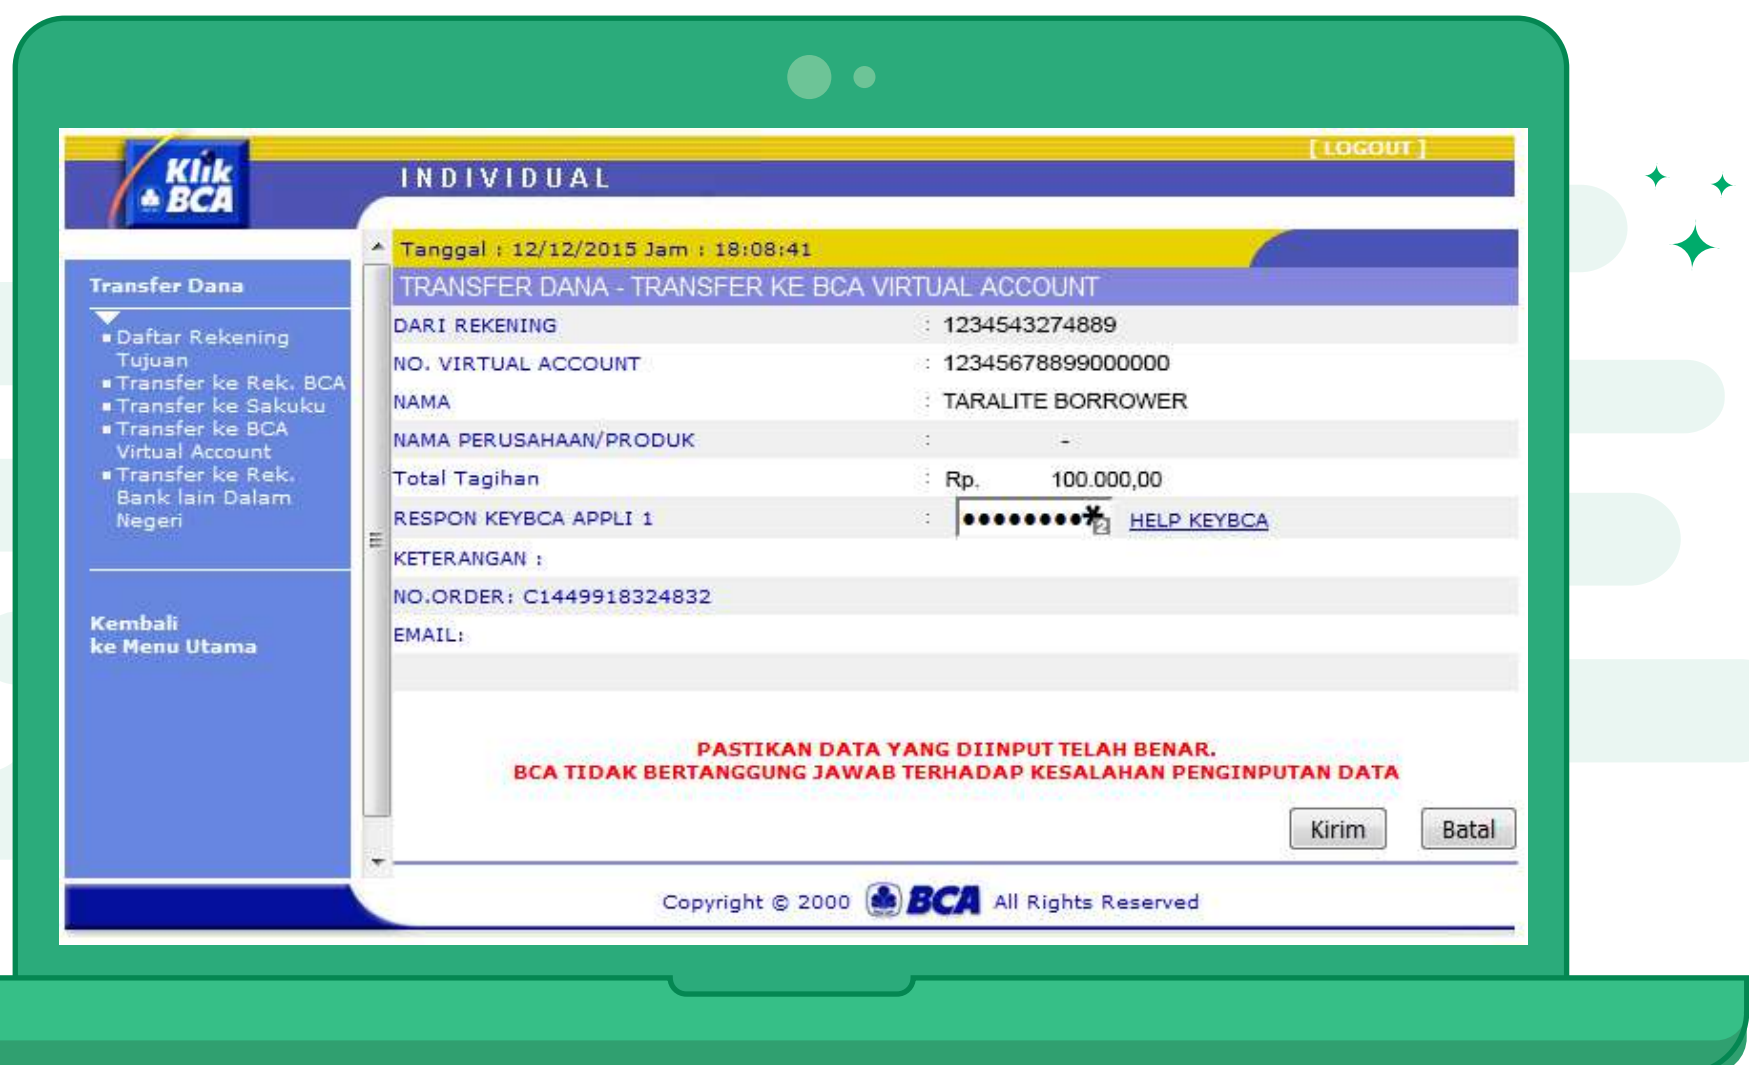 [ LOGOUT ]
Klik
BCA
INDIVIDUAL
Tanggal : 12/12/2015 Jam : 18:08:41
Transfer Dana
Daftar Rekening
Tujuan
Transfer ke Rek. BCA
Transfer ke Sakuku
Transfer ke BCA
Virtual Account
Transfer ke Rek.
Bank lain Dalam
Negeri
Kembali
ke Menu Utama
TRANSFER DANA - TRANSFER KE BCA VIRTUAL ACCOUNT
DARI REKENING : 1234543274889
NO. VIRTUAL ACCOUNT : 12345678899000000
NAMA : TARALITE BORROWER
NAMA PERUSAHAAN/PRODUK : -
Total Tagihan : Rp. 100.000,00
RESPON KEYBCA APPLI 1 : ●●●●●●●●* 2 HELP KEYBCA
KETERANGAN :
NO.ORDER: C1449918324832
EMAIL:
PASTIKAN DATA YANG DIINPUT TELAH BENAR.
BCA TIDAK BERTANGGUNG JAWAB TERHADAP KESALAHAN PENGINPUTAN DATA
Kirim Batal
Copyright © 2000 BCA All Rights Reserved